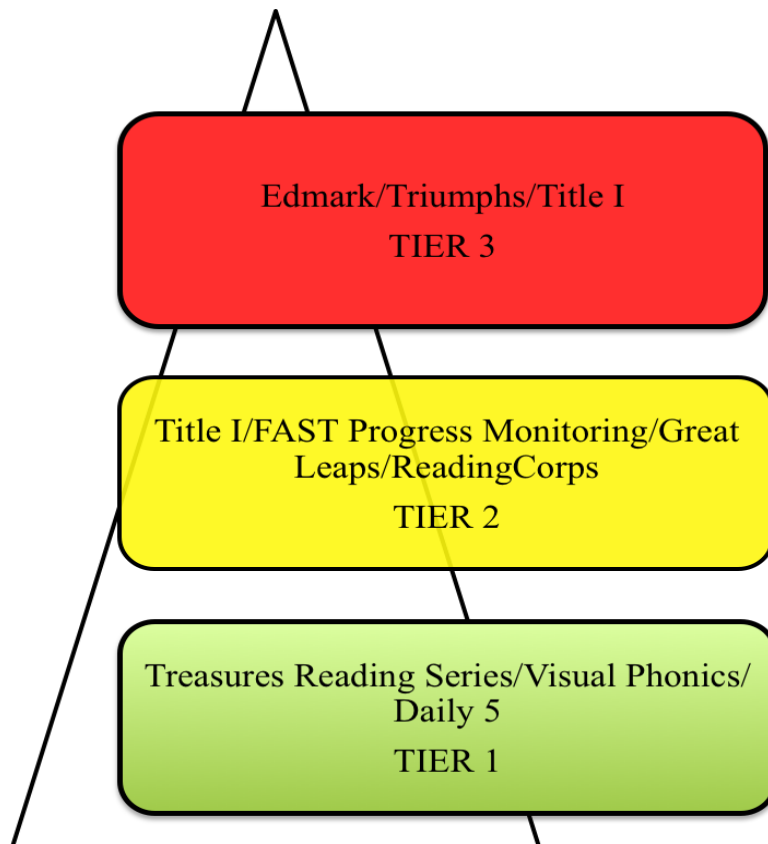 Edmark/Triumphs/Title I
TIER 3
Title I/FAST Progress Monitoring/Great
Leaps/ReadingCorps
TIER 2
Treasures Reading Series/Visual Phonics/
Daily 5
TIER 1